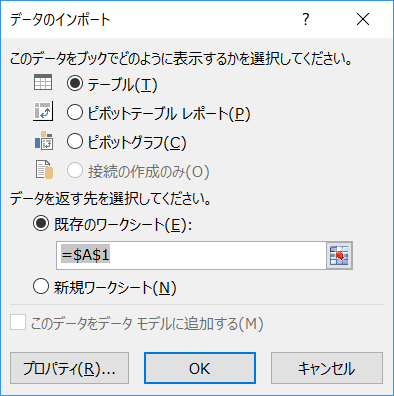 データのインポート
このデータをブックでどのように表示するかを選択してください。
テーブル(T)
ピボットテーブル レポート(P)
ピボットグラフ(C)
接続の作成のみ(O)
データを返す先を選択してください。
既存のワークシート(E):
=$A$1
新規ワークシート(N)
このデータをデータ モデルに追加する(M)
プロパティ(R)... OK キャンセル